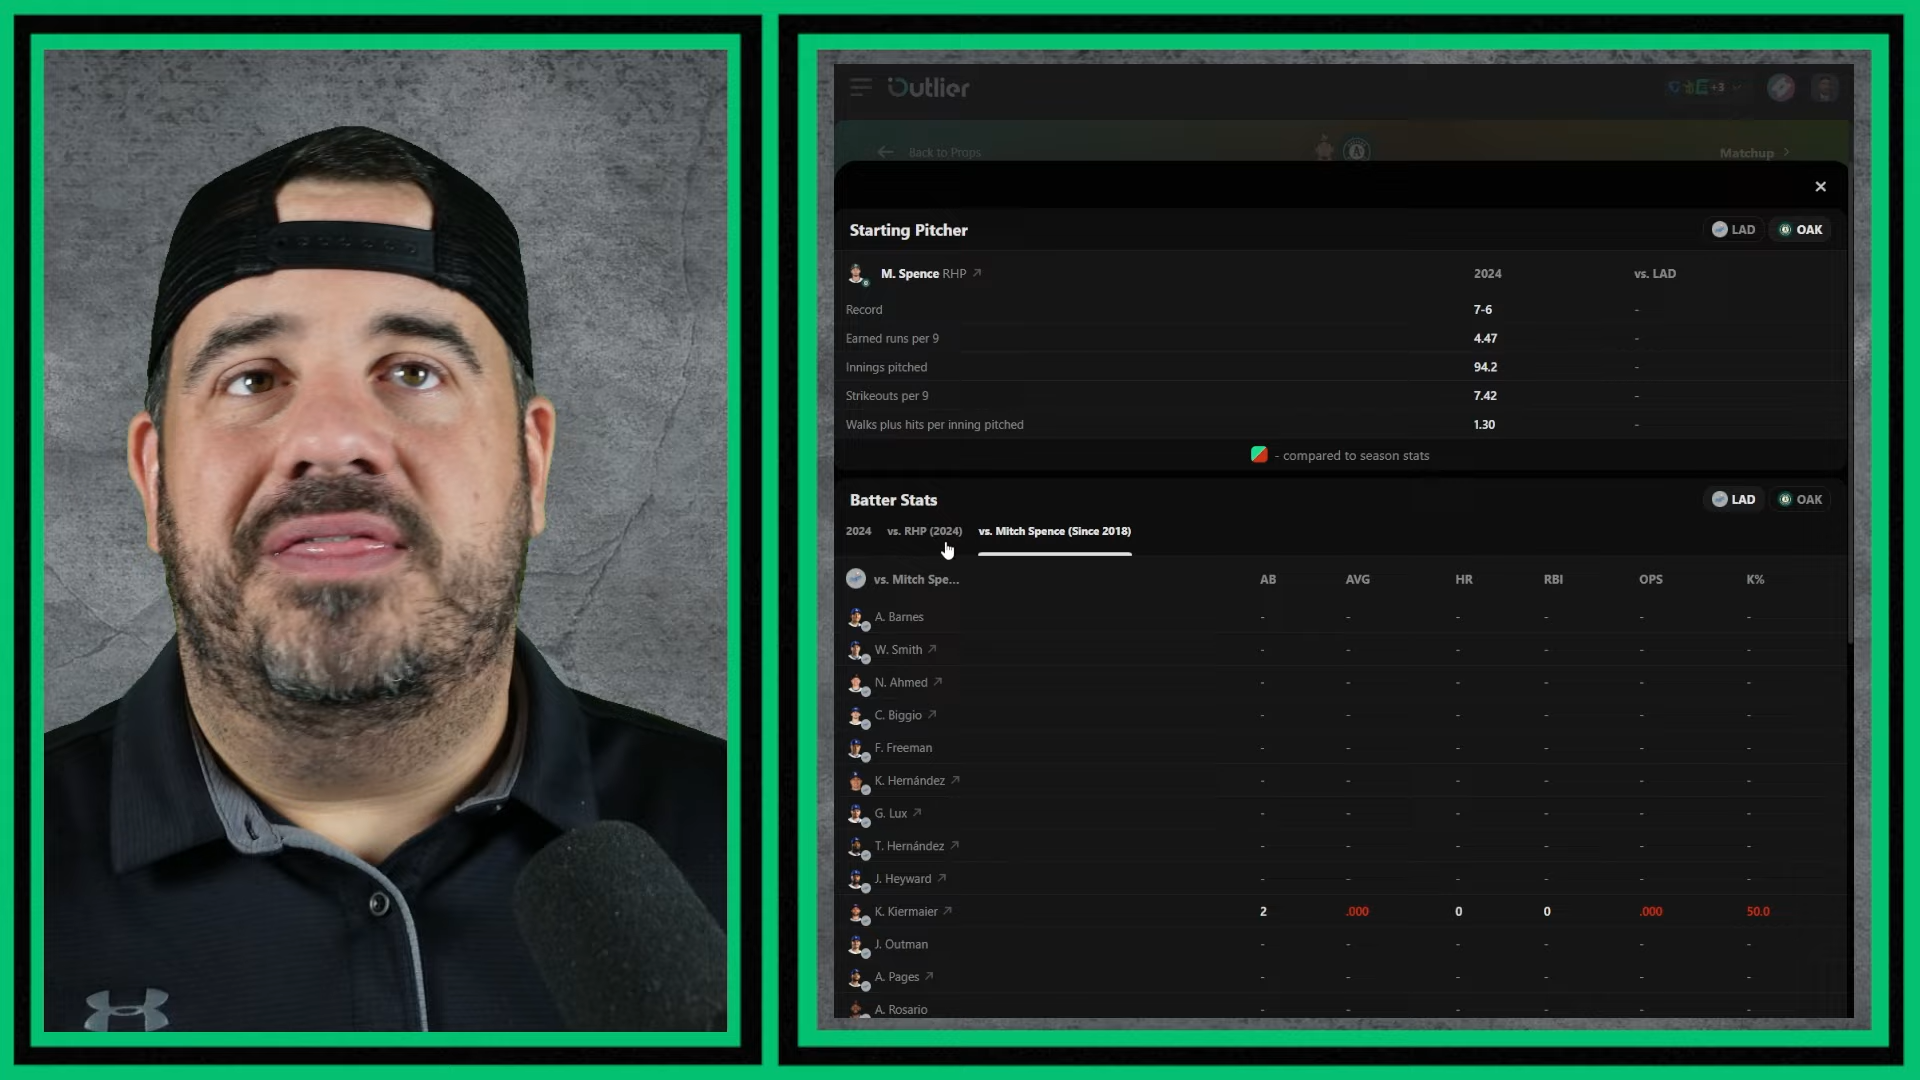 Outlier
+3
Back to Props
A
Matchup
Starting Pitcher
LAD
OAK
M. Spence RHP
2024
vs. LAD
Record
7-6
-
Earned runs per 9
4.47
-
Innings pitched
94.2
-
Strikeouts per 9
7.42
-
Walks plus hits per inning pitched
1.30
-
- compared to season stats
Batter Stats
LAD
OAK
2024
vs. RHP (2024)
vs. Mitch Spence (Since 2018)
vs. Mitch Spe...
AB
AVG
HR
RBI
OPS
K%
A. Barnes
- - - - - -
W. Smith
- - - - - -
N. Ahmed
- - - - - -
C. Biggio
- - - - - -
F. Freeman
- - - - - -
K. Hernández
- - - - - -
G. Lux
- - - - - -
T. Hernández
- - - - - -
J. Heyward
- - - - - -
K. Kiermaier
2 .000 0 0 .000 50.0
J. Outman
- - - - - -
A. Pages
- - - - - -
A. Rosario